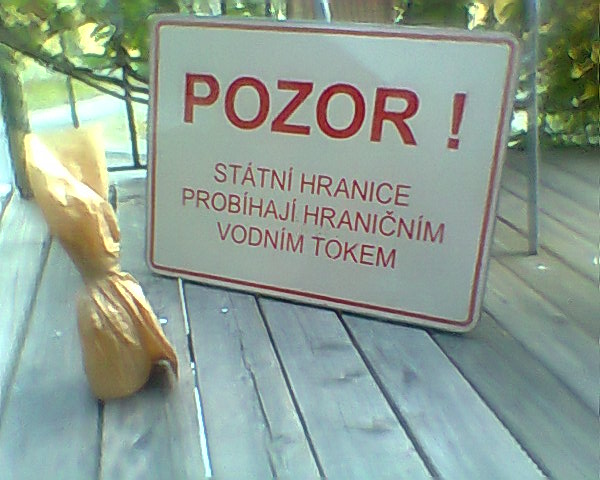 POZOR !
STÁTNÍ HRANICE
PROBÍHAJÍ HRANIČNÍM
VODNÍM TOKEM